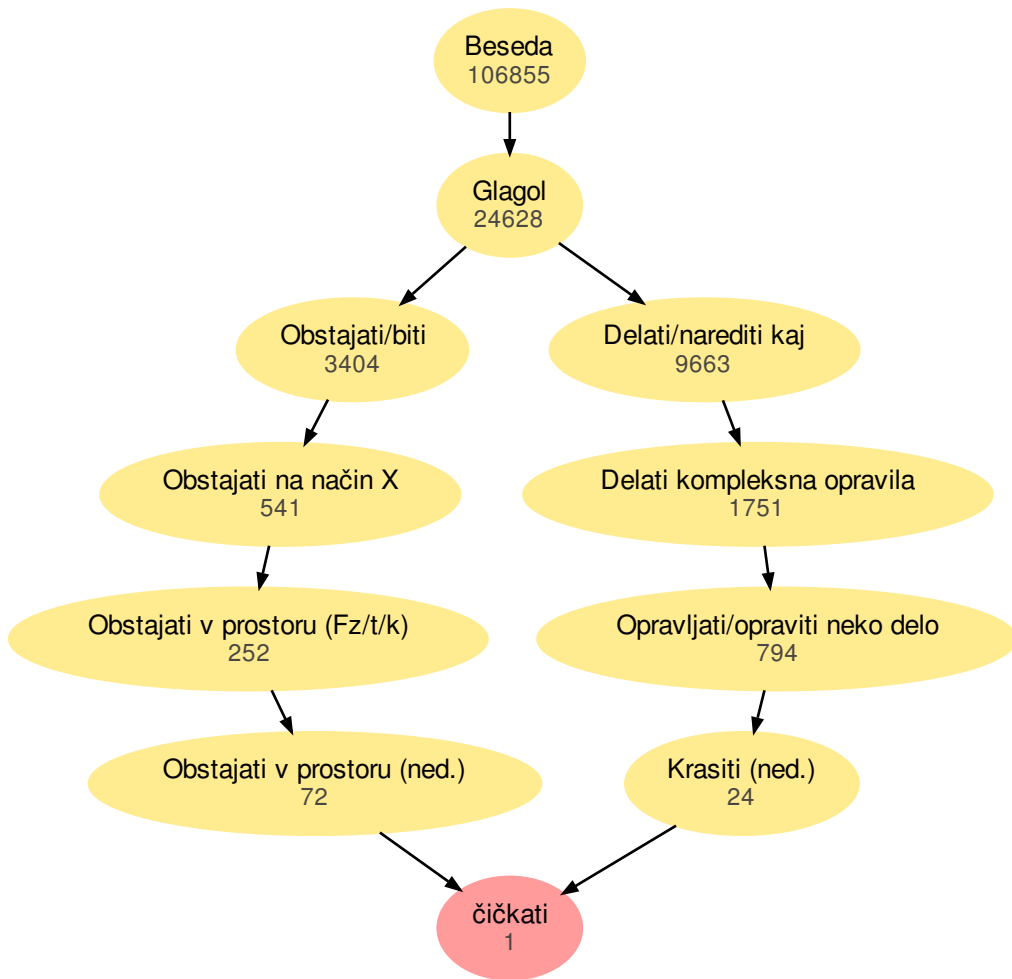 Beseda
106855
Glagol
24628
Obstajati/biti
3404
Delati/narediti kaj
9663
Obstajati na način X
541
Delati kompleksna opravila
1751
Obstajati v prostoru (Fz/t/k)
252
Opravljati/opraviti neko delo
794
Obstajati v prostoru (ned.)
72
Krasiti (ned.)
24
čičkati
1